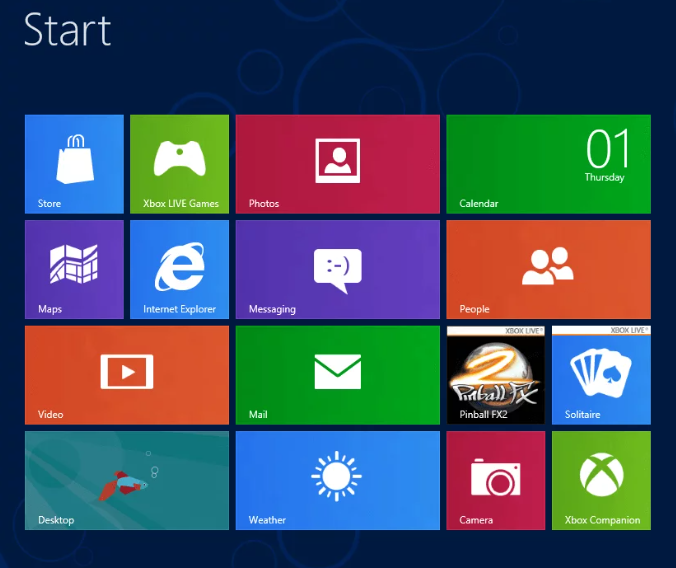 Start
Store
Xbox LIVE Games
Photos
01
Thursday
Calendar
Maps
Internet Explorer
:-)
Messaging
People
Video
Mail
XBOX LIVE
2
Pinball FX
Pinball FX2
XBOX LIVE
Solitaire
Desktop
Weather
Camera
Xbox Companion